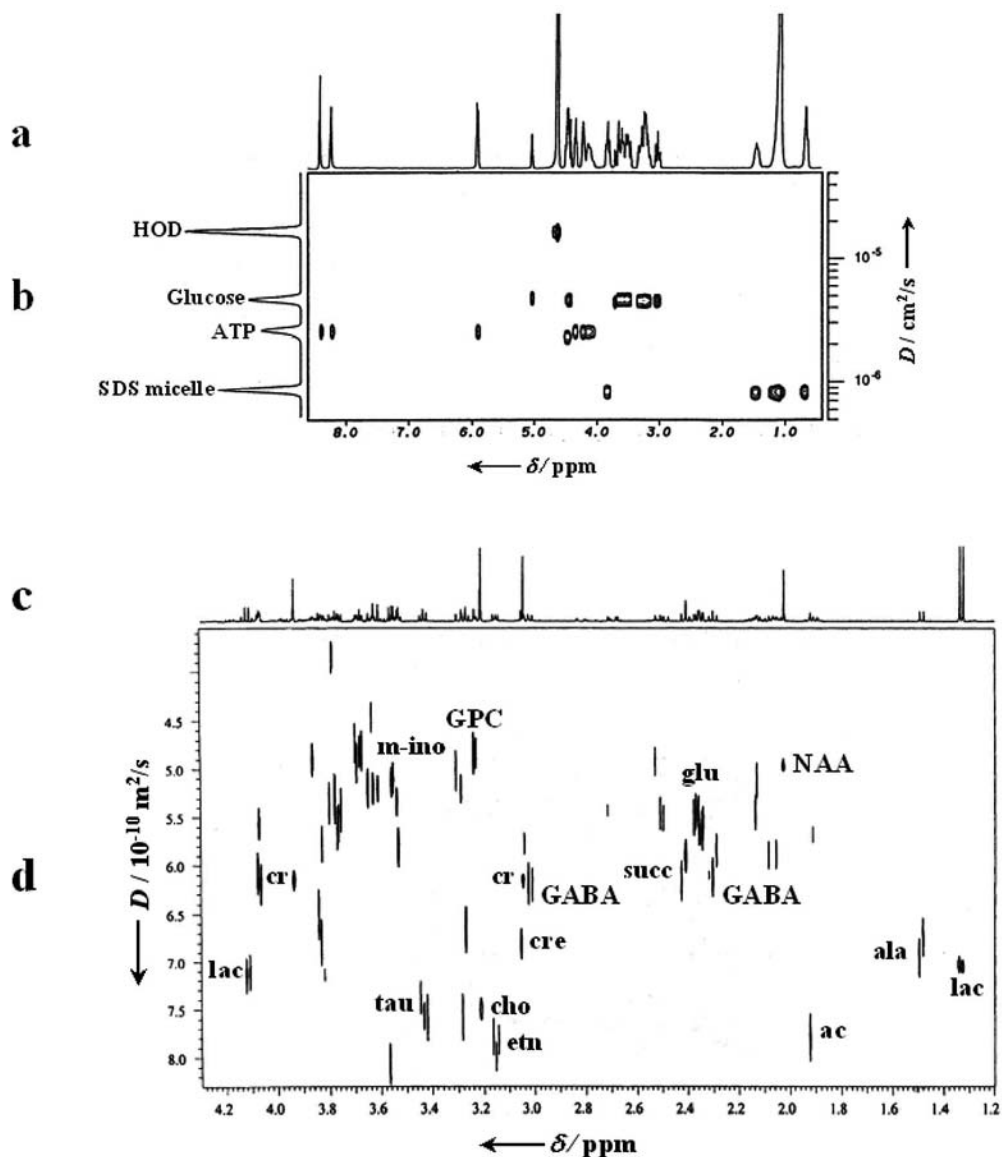 a
b
HOD
Glucose
ATP
SDS micelle
10⁻⁵
10⁻⁶
D / cm²/s
8.0 7.0 6.0 5.0 4.0 3.0 2.0 1.0
δ/ ppm
c
d
D / 10⁻¹⁰ m²/s
4.5
5.0
5.5
6.0
6.5
7.0
7.5
8.0
GPC
m-ino
NAA
glu
cr
cr
succ
GABA
GABA
cre
ala
lac
lac
tau
cho
etn
ac
4.2 4.0 3.8 3.6 3.4 3.2 3.0 2.8 2.6 2.4 2.2 2.0 1.8 1.6 1.4 1.2
δ/ ppm